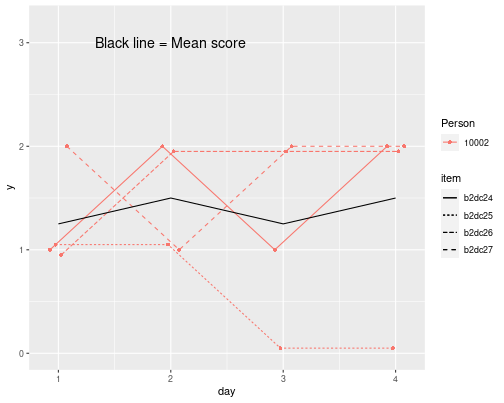 Black line = Mean score
3
2
1
0
y
1
2
3
4
day
Person
10002
item
b2dc24
b2dc25
b2dc26
b2dc27